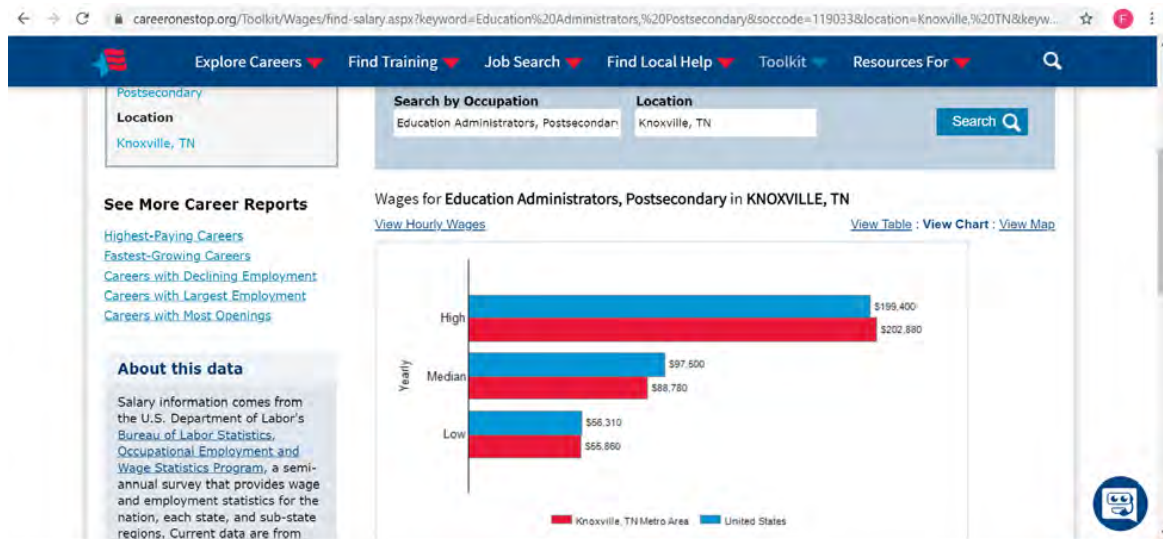 careeronestop.org/Toolkit/Wages/find-salary.aspx?keyword=Education%20Administrators,%20Postsecondary&soccode=119033&location=Knoxville,%20TN&keyw...
F
Explore Careers Find Training Job Search Find Local Help Toolkit Resources For
Postsecondary
Location
Knoxville, TN
Search by Occupation Location
Education Administrators, Postsecondar Knoxville, TN Search
See More Career Reports
Highest-Paying Careers
Fastest-Growing Careers
Careers with Declining Employment
Careers with Largest Employment
Careers with Most Openings
About this data
Salary information comes from
the U.S. Department of Labor's
Bureau of Labor Statistics,
Occupational Employment and
Wage Statistics Program, a semi-
annual survey that provides wage
and employment statistics for the
nation, each state, and sub-state
regions. Current data are from
Wages for Education Administrators, Postsecondary in KNOXVILLE, TN
View Hourly Wages View Table : View Chart : View Map
Yearly
High
$199,400
$202,880
Median
$97,500
$88,780
Low
$56,310
$55,860
Knoxville, TN Metro Area United States